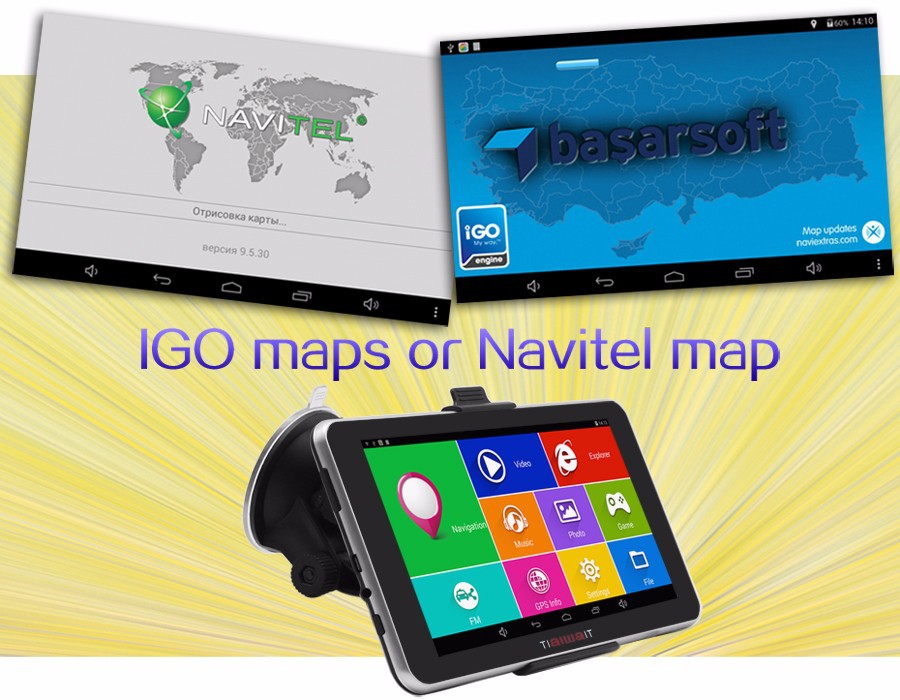 NAVITEL
Отрисовка карты...
версия 9.5.30
60% 14:10
başarsoft
iGO
My way.™
engine
Map updates
naviextras.com
IGO maps or Navitel map
Navigation
Video
Explorer
Music
Photo
Game
FM
GPS Info
Settings
File